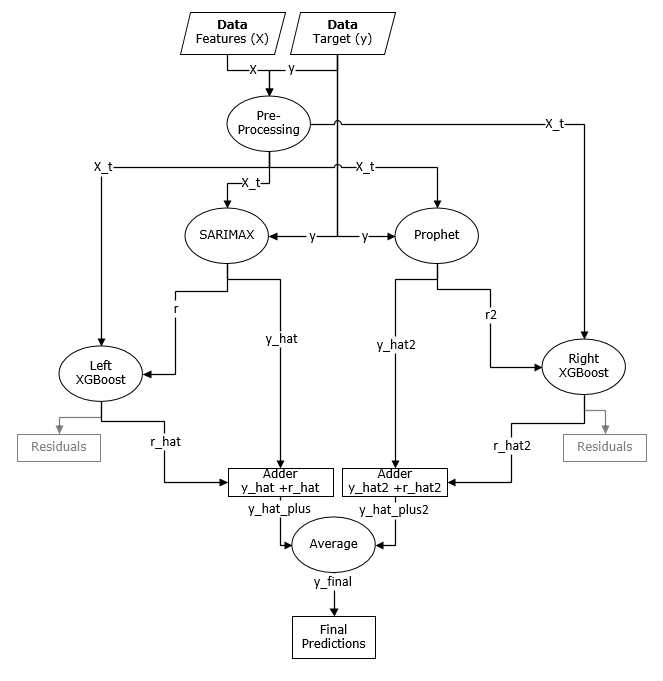 Data
Features (X)
Data
Target (y)
X
y
Pre-
Processing
X_t
X_t
X_t
X_t
SARIMAX
y
y
Prophet
r
r2
y_hat
y_hat2
Left
XGBoost
Right
XGBoost
Residuals
r_hat
r_hat2
Residuals
Adder
y_hat +r_hat
Adder
y_hat2 +r_hat2
y_hat_plus
y_hat_plus2
Average
y_final
Final
Predictions